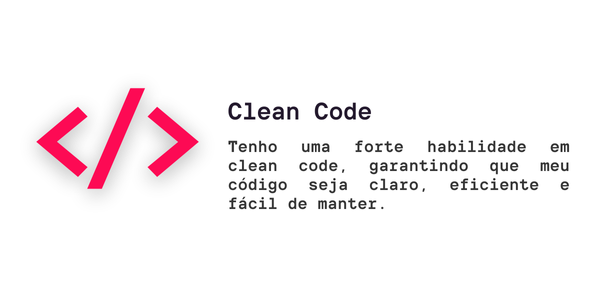 </>
Clean Code
Tenho uma forte habilidade em
clean code, garantindo que meu
código seja claro, eficiente e
fácil de manter.